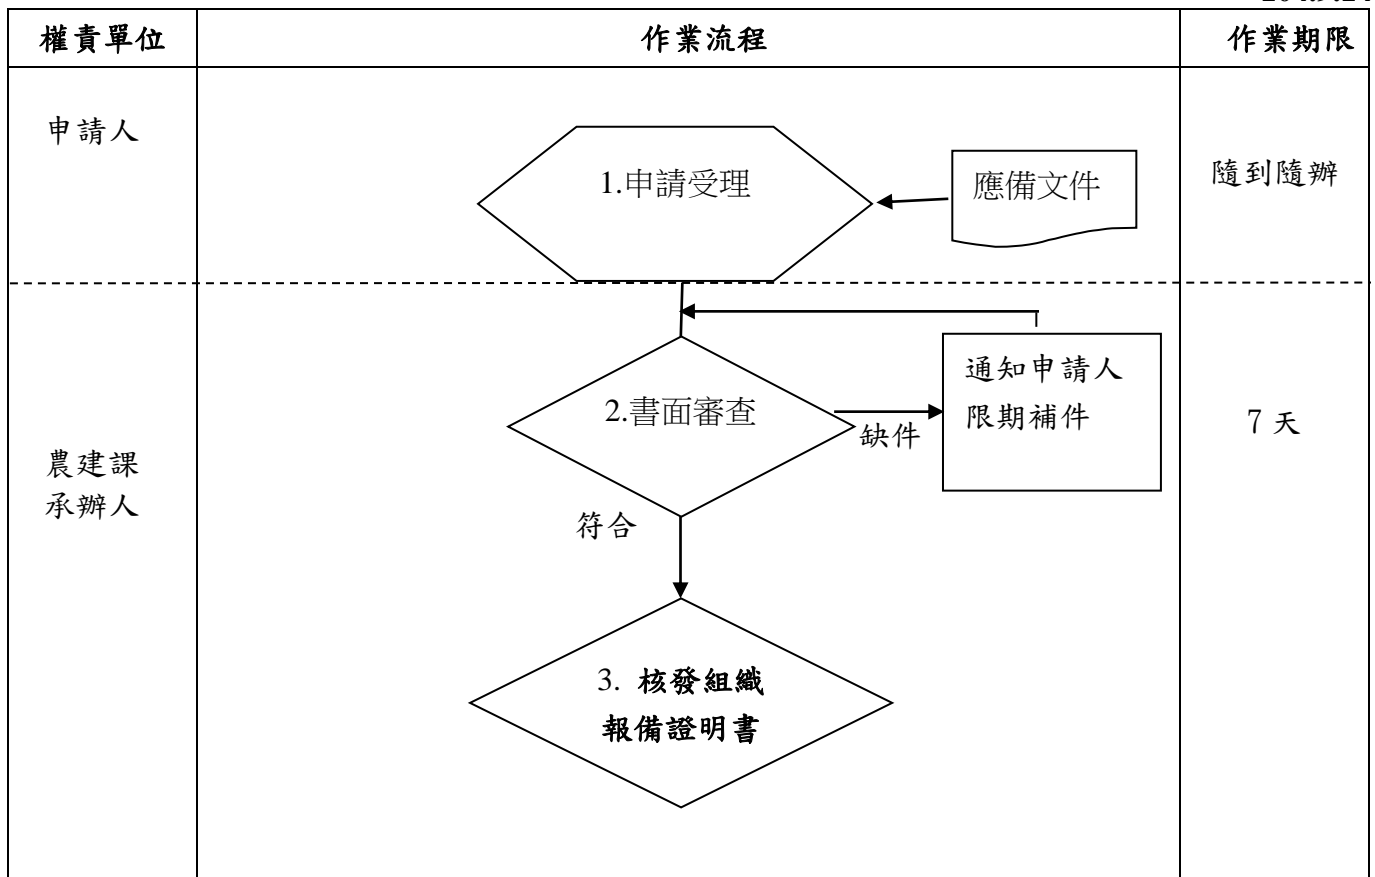 權責單位
作業流程
作業期限
申請人
1.申請受理
應備文件
隨到隨辦
農建課
承辦人
2.書面審查
缺件
通知申請人
限期補件
7 天
符合
3. 核發組織
報備證明書